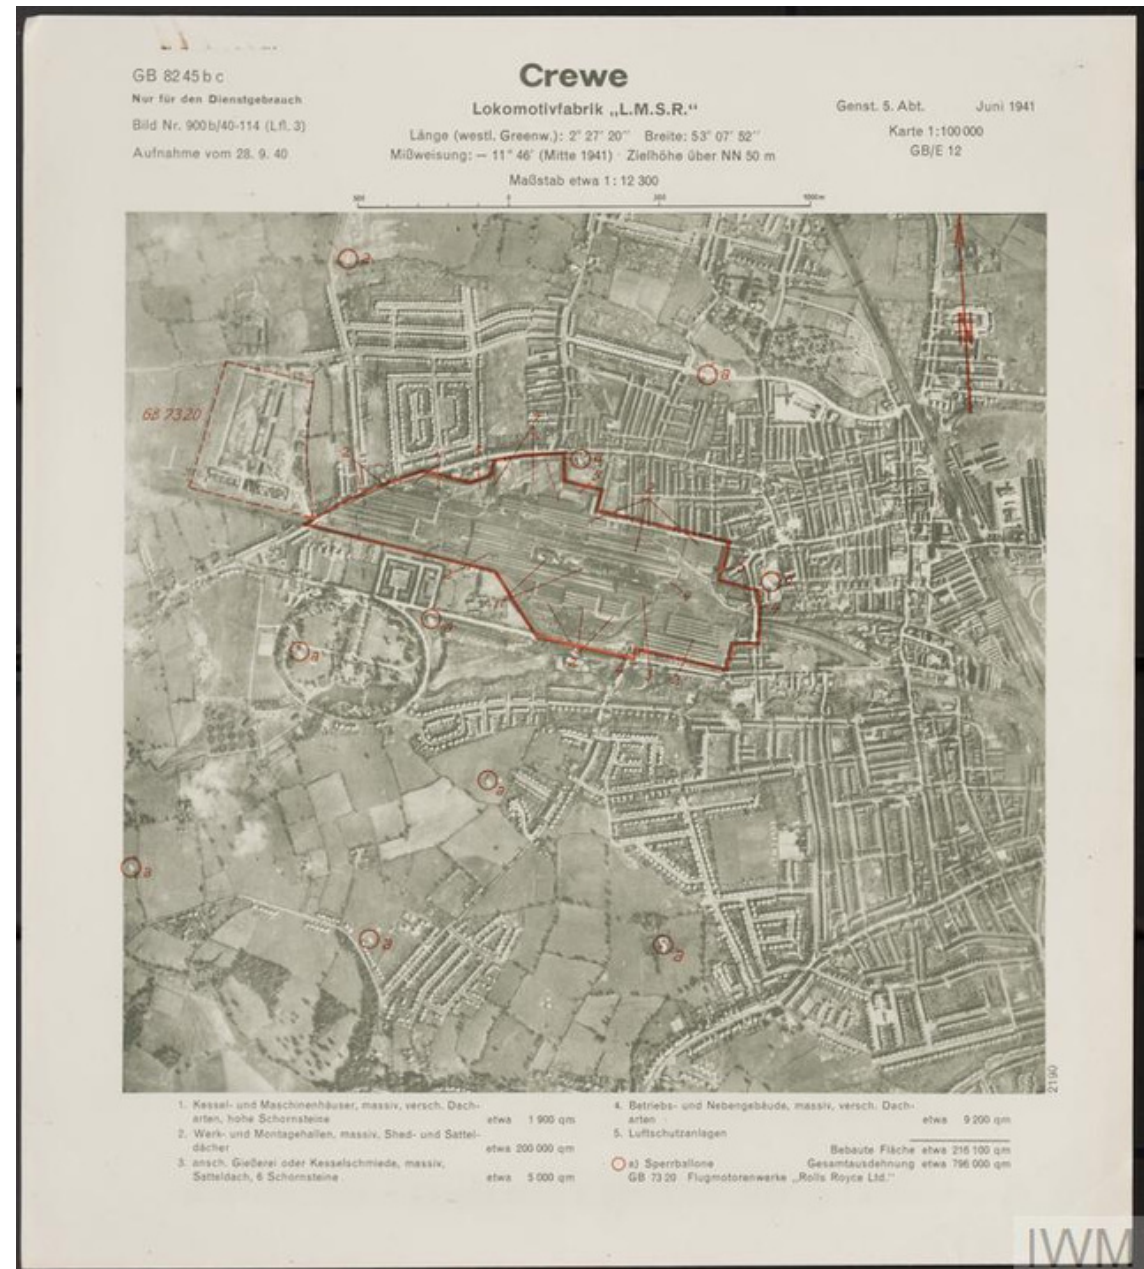 GB 8245 b c
Nur für den Dienstgebrauch
Bild Nr. 900b/40-114 (Lfl. 3)
Aufnahme vom 28. 9. 40
Crewe
Lokomotivfabrik „L.M.S.R.“
Länge (westl. Greenw.): 2° 27' 20" Breite: 53° 07' 52"
Mißweisung: — 11° 46' (Mitte 1941) · Zielhöhe über NN 50 m
Maßstab etwa 1 : 12 300
Genst. 5. Abt. Juni 1941
Karte 1:100 000
GB/E 12
500 0 500 1000m
GB 7320
a
a
a
a
a
a
a
2190
1. Kessel- und Maschinenhäuser, massiv, versch. Dach-
arten, hohe Schornsteine etwa 1 900 qm
2. Werk- und Montagehallen, massiv, Shed- und Sattel-
dächer etwa 200 000 qm
3. ansch. Gießerei oder Kesselschmiede, massiv,
Satteldach, 6 Schornsteine etwa 5 000 qm
4. Betriebs- und Nebengebäude, massiv, versch. Dach-
arten etwa 9 200 qm
5. Luftschutzanlagen
Bebaute Fläche etwa 216 100 qm
a) Sperrballone Gesamtausdehnung etwa 796 000 qm
GB 73 20 Flugmotorenwerke „Rolls Royce Ltd.“
IWM